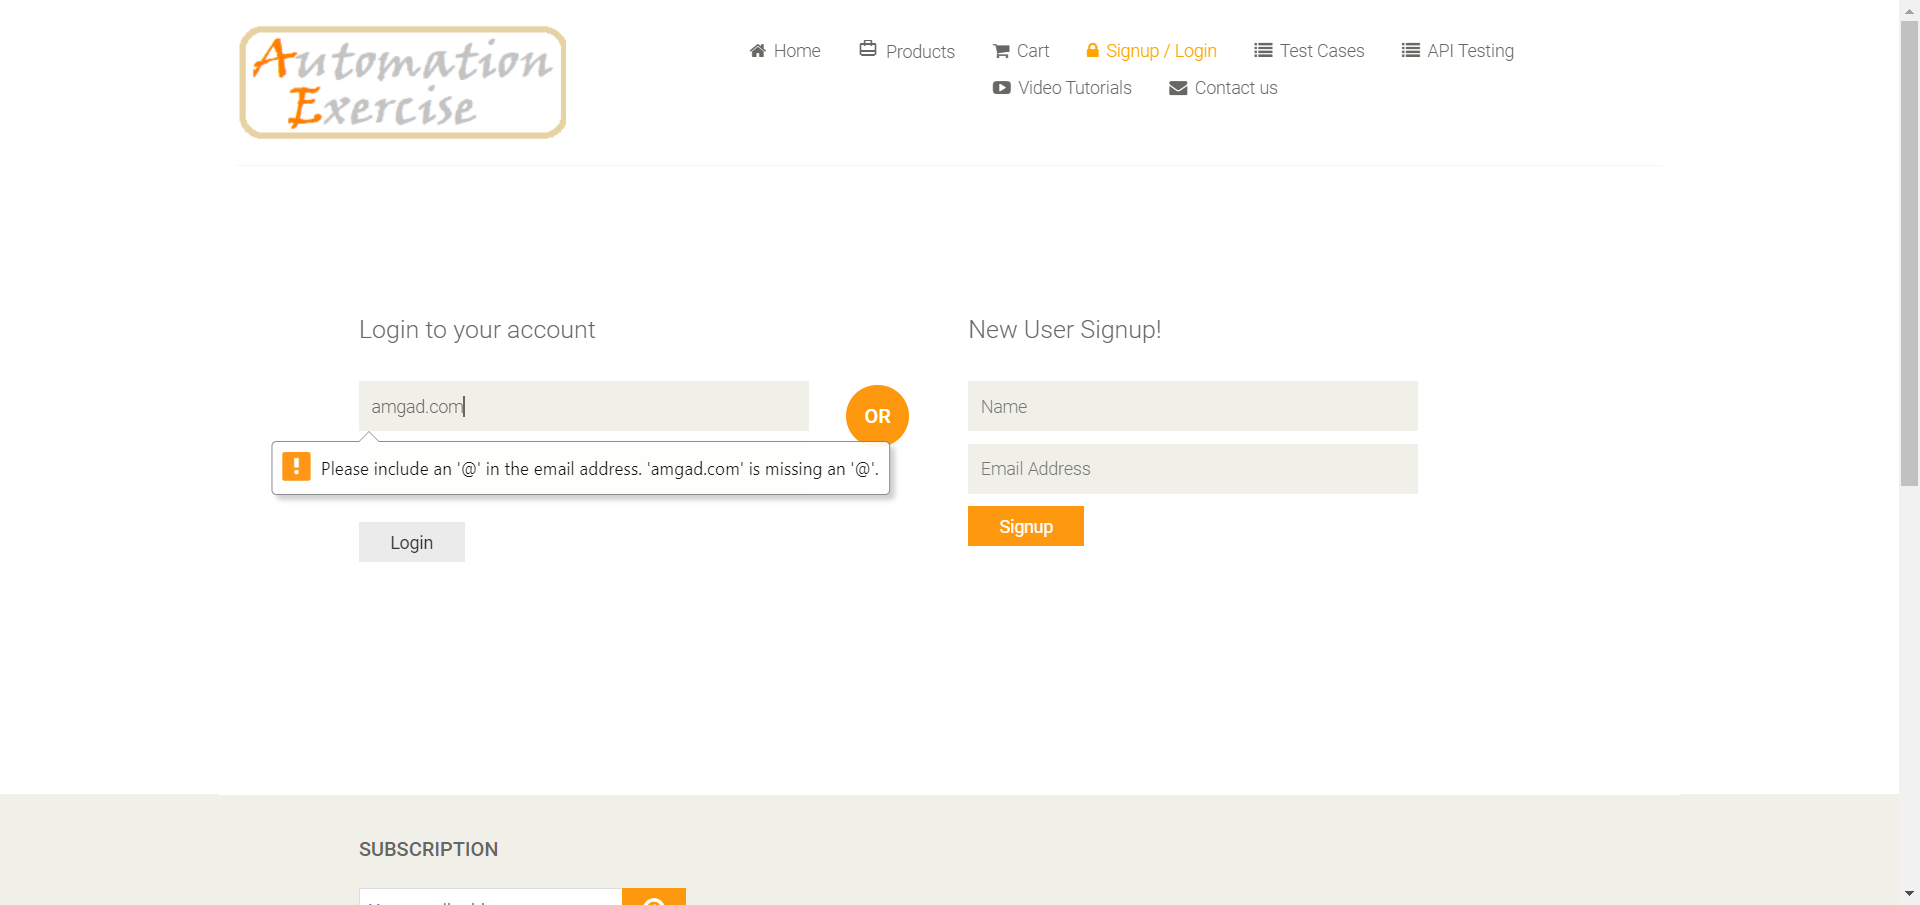 Automation
Exercise
Home
Products
Cart
Signup / Login
Test Cases
API Testing
Video Tutorials
Contact us
Login to your account
amgad.com
Please include an '@' in the email address. 'amgad.com' is missing an '@'.
Login
OR
New User Signup!
Name
Email Address
Signup
SUBSCRIPTION